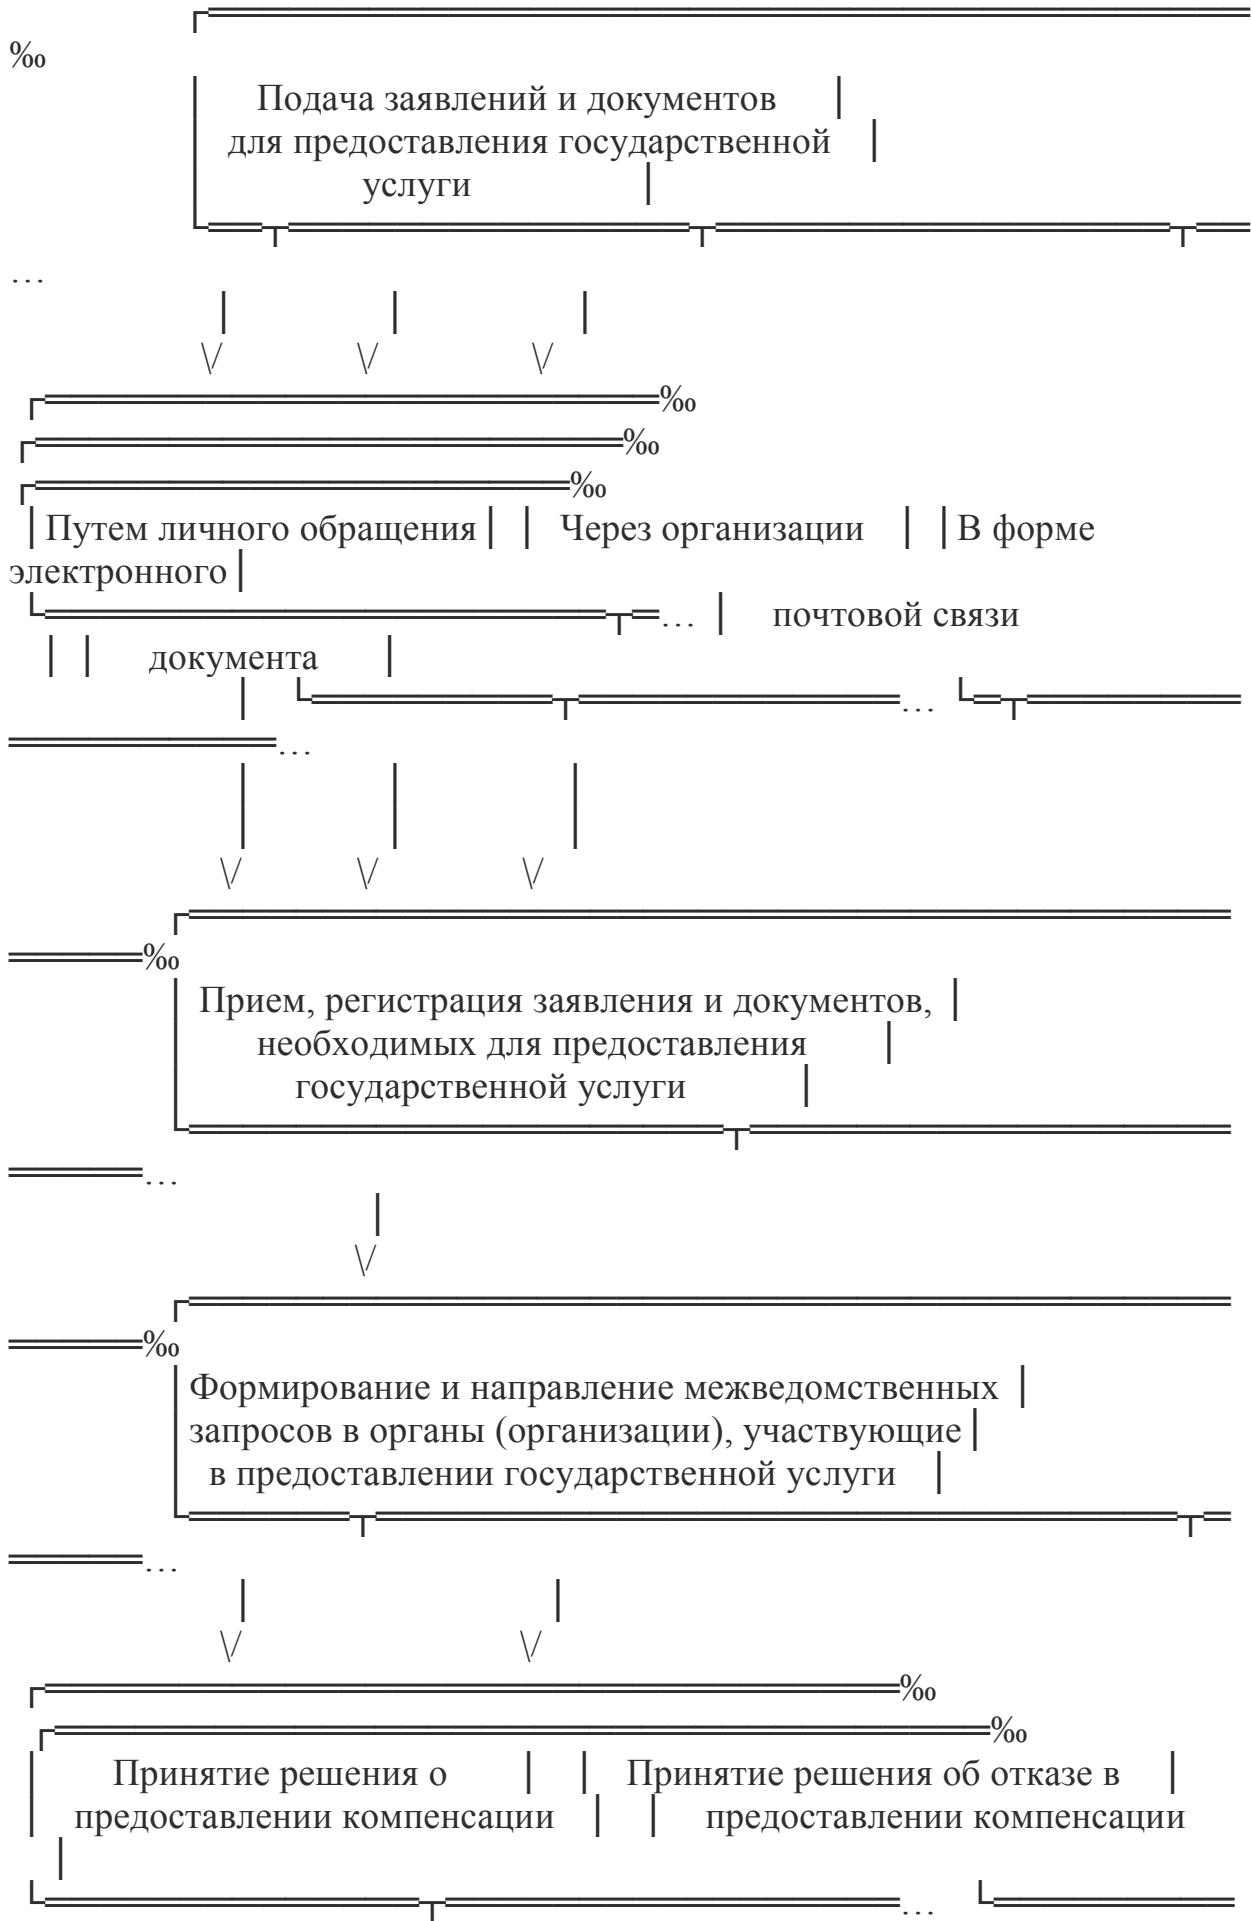 ‰
Подача заявлений и документов
для предоставления государственной
услуги
…
\/ \/ \/
‰
‰
‰
Путем личного обращения│ │ Через организации │ │В форме
электронного│
… │ почтовой связи
│ │ документа │
… 
…
\/ \/ \/
‰
Прием, регистрация заявления и документов, │
необходимых для предоставления │
государственной услуги │
…
\/
‰
Формирование и направление межведомственных │
запросов в органы (организации), участвующие│
в предоставлении государственной услуги │
…
\/ \/
‰
‰
│ Принятие решения о │ │ Принятие решения об отказе в │
│ предоставлении компенсации │ │ предоставлении компенсации
│
…